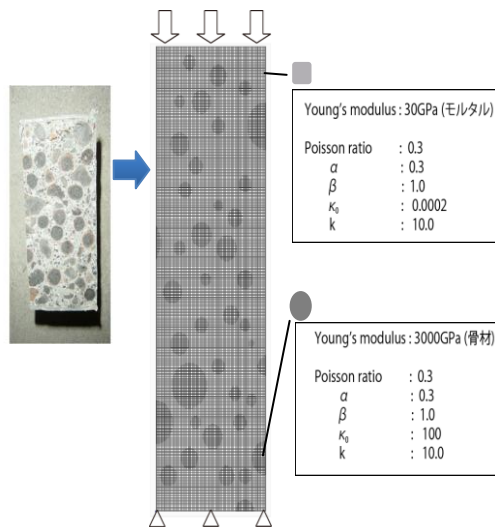 Young's modulus : 30GPa (モルタル)
Poisson ratio : 0.3
α : 0.3
β : 1.0
κ₀ : 0.0002
k : 10.0
Young's modulus : 3000GPa (骨材)
Poisson ratio : 0.3
α : 0.3
β : 1.0
κ₀ : 100
k : 10.0